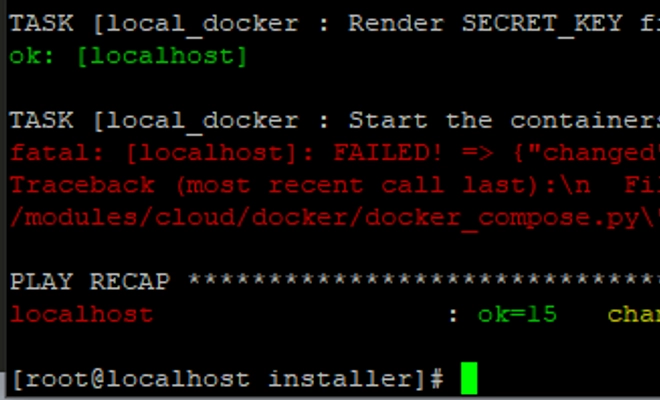 TASK [local_docker : Render SECRET_KEY fi
ok: [localhost]
TASK [local_docker : Start the containers
fatal: [localhost]: FAILED! => {"changed"
Traceback (most recent call last):\n  Fi
/modules/cloud/docker/docker_compose.py\
PLAY RECAP *****************************
localhost                  : ok=15   chan
[root@localhost installer]#